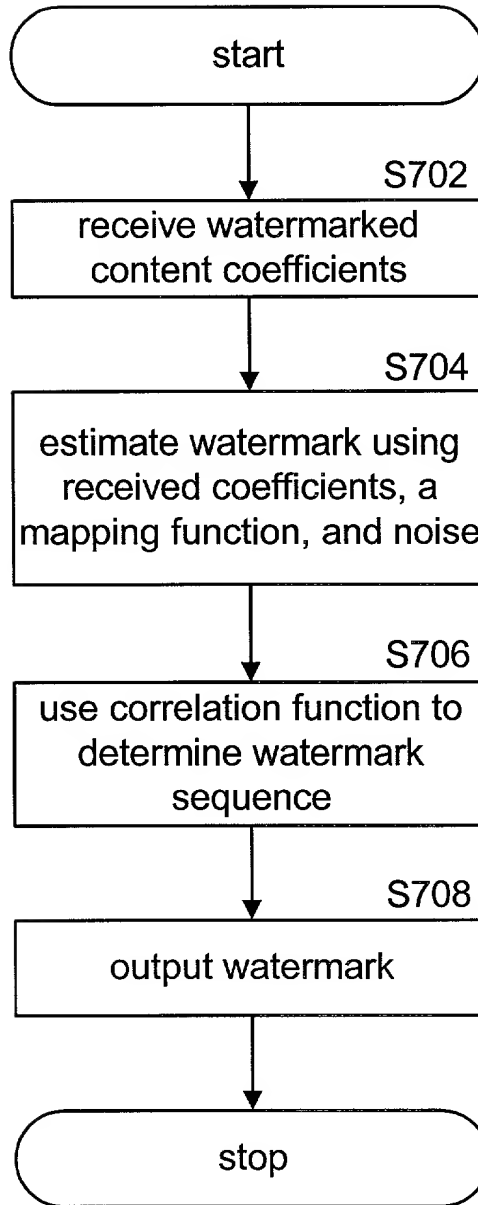 start
S702
receive watermarked
content coefficients
S704
estimate watermark using
received coefficients, a
mapping function, and noise
S706
use correlation function to
determine watermark
sequence
S708
output watermark
stop